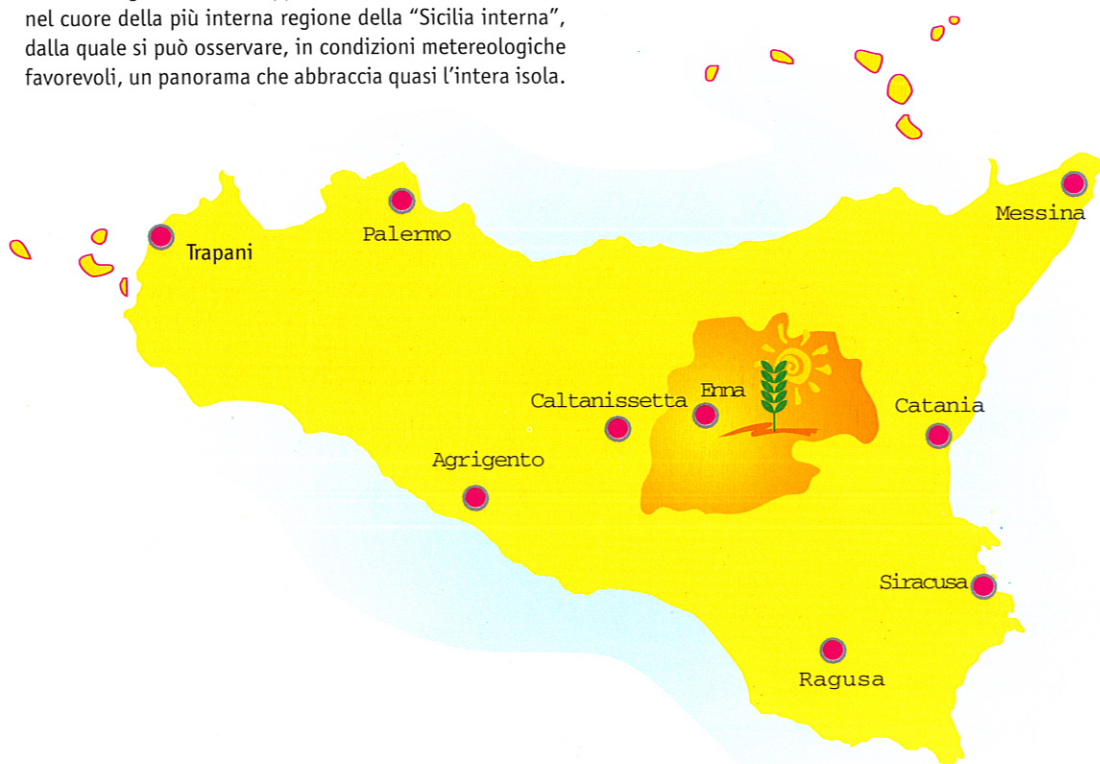 nel cuore della più interna regione della “Sicilia interna”,
dalla quale si può osservare, in condizioni metereologiche
favorevoli, un panorama che abbraccia quasi l’intera isola.
Messina
Palermo
Trapani
Enna
Caltanissetta
Catania
Agrigento
Siracusa
Ragusa